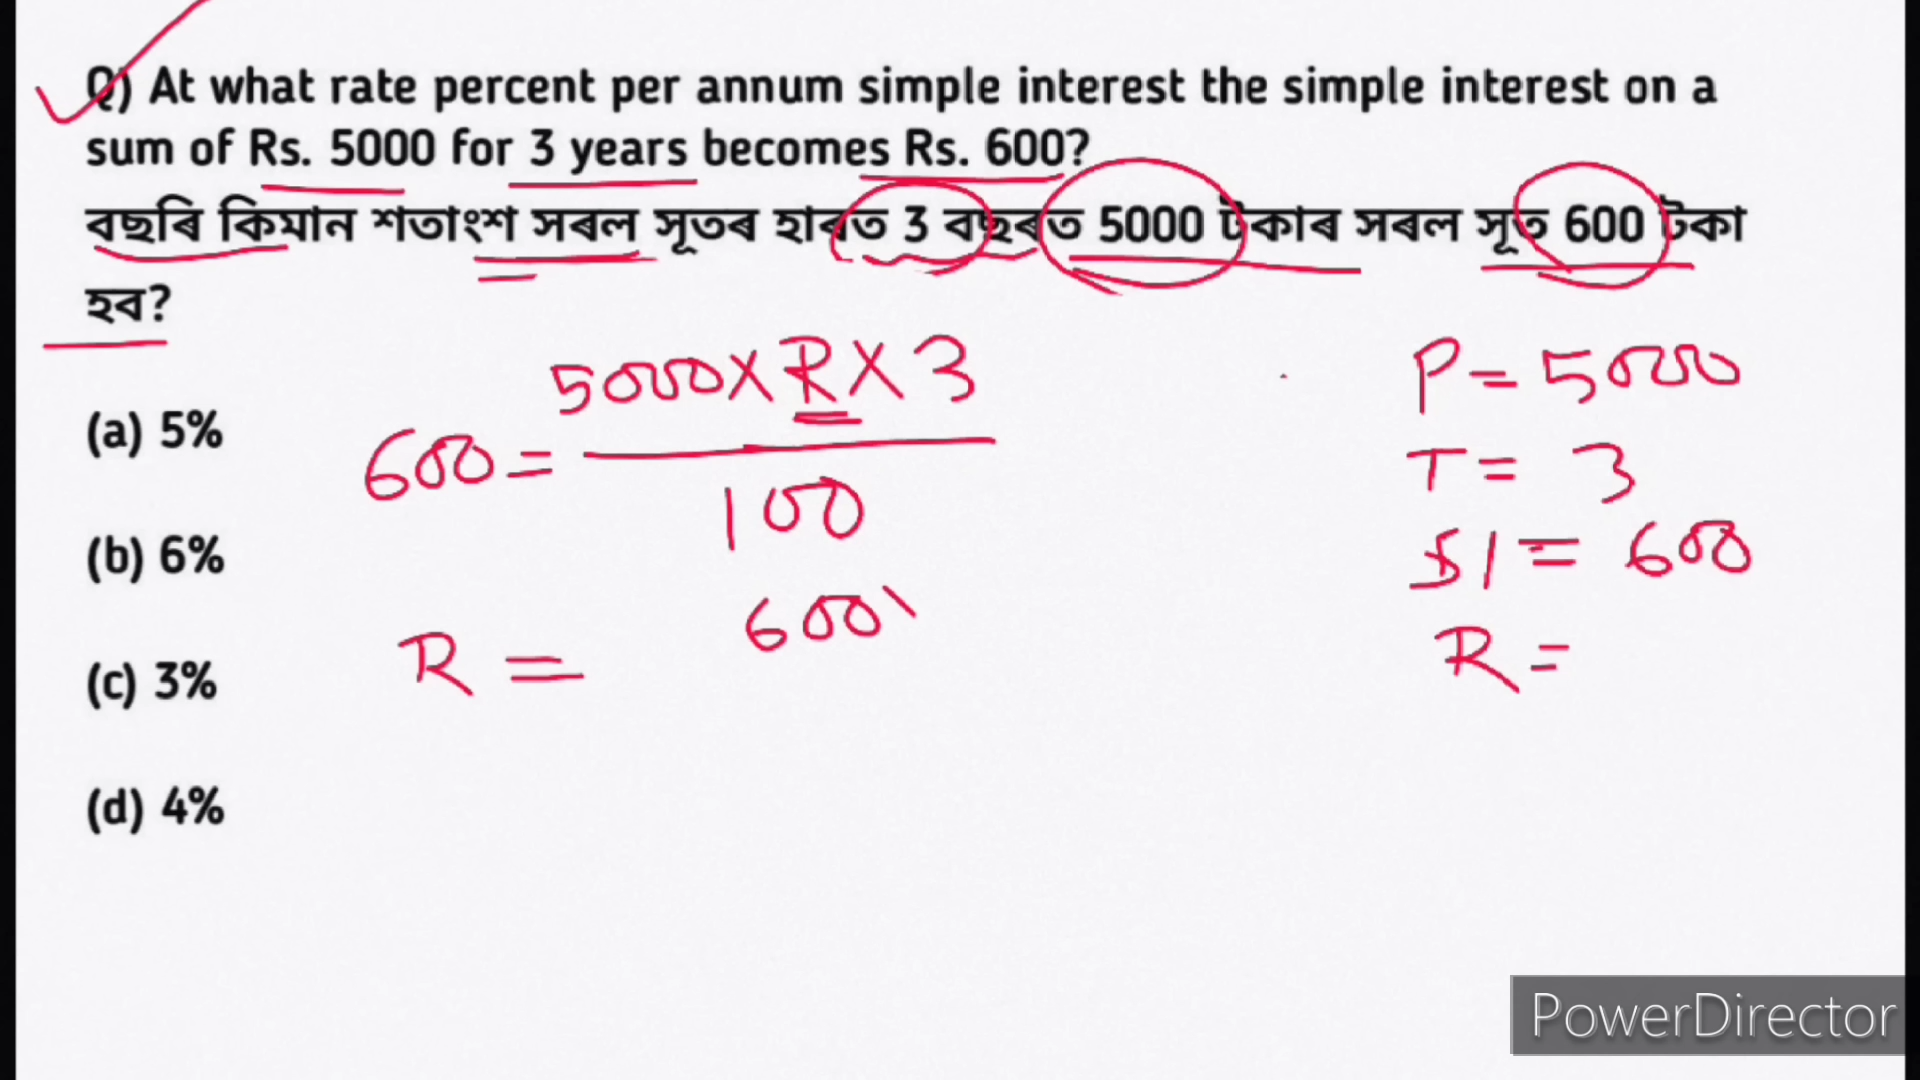 Q) At what rate percent per annum simple interest the simple interest on a
sum of Rs. 5000 for 3 years becomes Rs. 600?
বছৰি কিমান শতাংশ সৰল সূতৰ হাৰত 3 বছৰত 5000 টকাৰ সৰল সূত 600 টকা
হব?
(a) 5%
(b) 6%
(c) 3%
(d) 4%
5000 X R X 3
600 =
100
R =
600
P = 5000
T = 3
SI = 600
R =
PowerDirector